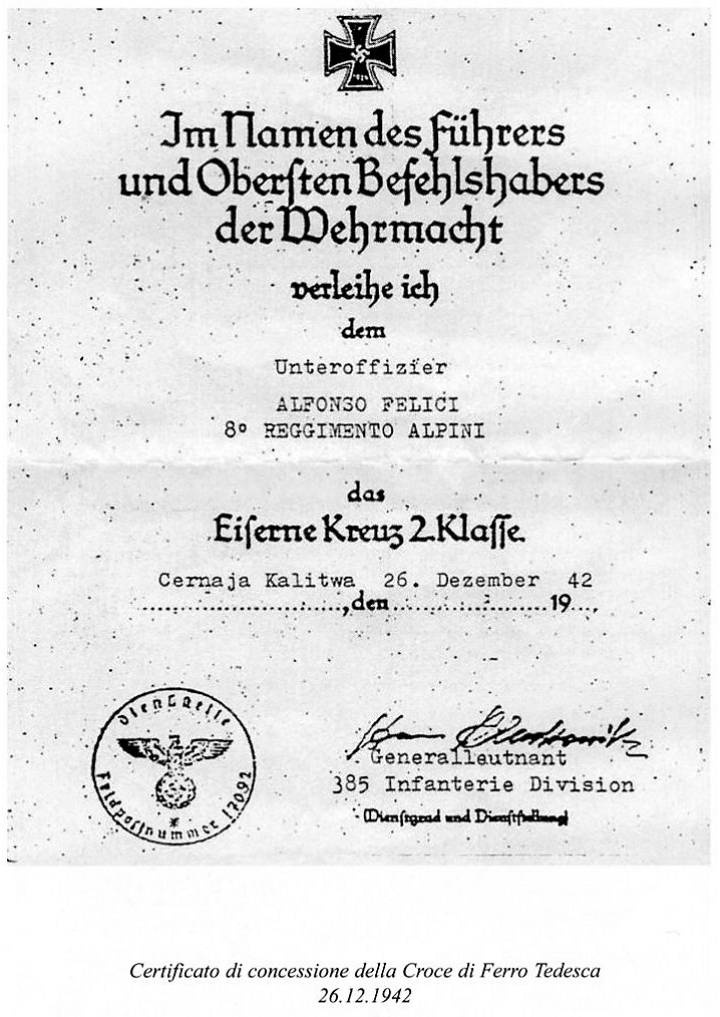 Im Namen des Führers
und Oberſten Befehlshabers
der Wehrmacht
verleihe ich
dem
Unteroffizier
ALFONSO FELICI
8º REGGIMENTO ALPINI
das
Eiſerne Kreuz 2.Klaſſe.
Cernaja Kalitwa 26. Dezember 42
....................,den....................19....
Dienſtſtelle
Feldpoſtnummer 17092
*
Generalleutnant
385 Infanterie Division
(Dienſtgrad und Dienſtſtellung)
Certificato di concessione della Croce di Ferro Tedesca
26.12.1942